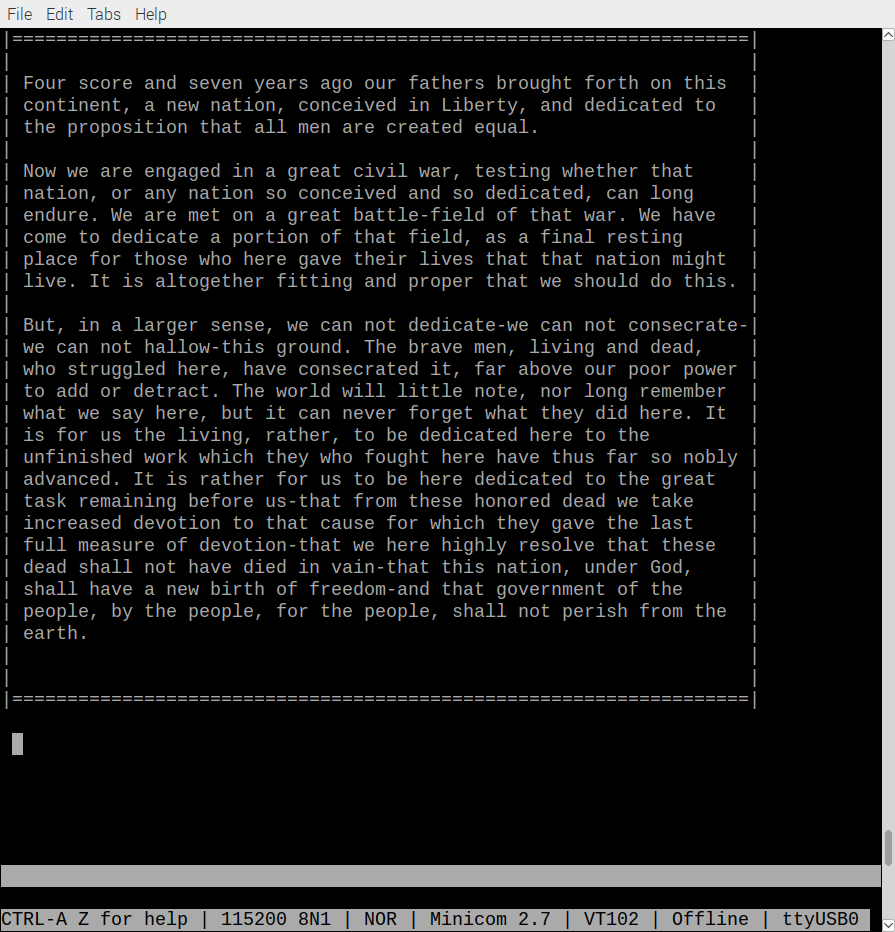 File Edit Tabs Help
|===================================================================|
| |
| Four score and seven years ago our fathers brought forth on this |
| continent, a new nation, conceived in Liberty, and dedicated to |
| the proposition that all men are created equal. |
| |
| Now we are engaged in a great civil war, testing whether that |
| nation, or any nation so conceived and so dedicated, can long |
| endure. We are met on a great battle-field of that war. We have |
| come to dedicate a portion of that field, as a final resting |
| place for those who here gave their lives that that nation might |
| live. It is altogether fitting and proper that we should do this. |
| |
| But, in a larger sense, we can not dedicate-we can not consecrate-|
| we can not hallow-this ground. The brave men, living and dead, |
| who struggled here, have consecrated it, far above our poor power |
| to add or detract. The world will little note, nor long remember |
| what we say here, but it can never forget what they did here. It |
| is for us the living, rather, to be dedicated here to the |
| unfinished work which they who fought here have thus far so nobly |
| advanced. It is rather for us to be here dedicated to the great |
| task remaining before us-that from these honored dead we take |
| increased devotion to that cause for which they gave the last |
| full measure of devotion-that we here highly resolve that these |
| dead shall not have died in vain-that this nation, under God, |
| shall have a new birth of freedom-and that government of the |
| people, by the people, for the people, shall not perish from the |
| earth. |
| |
| |
|===================================================================|
CTRL-A Z for help | 115200 8N1 | NOR | Minicom 2.7 | VT102 | Offline | ttyUSB0